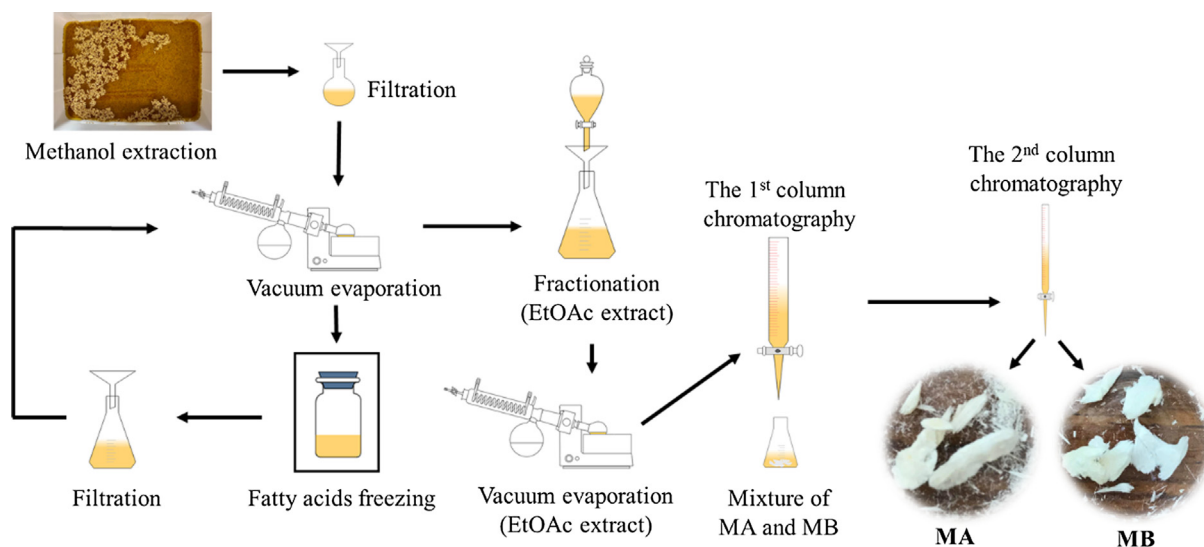 Methanol extraction
Filtration
Vacuum evaporation
Fatty acids freezing
Filtration
Fractionation
(EtOAc extract)
Vacuum evaporation
(EtOAc extract)
The 1st column
chromatography
Mixture of
MA and MB
The 2nd column
chromatography
MA
MB